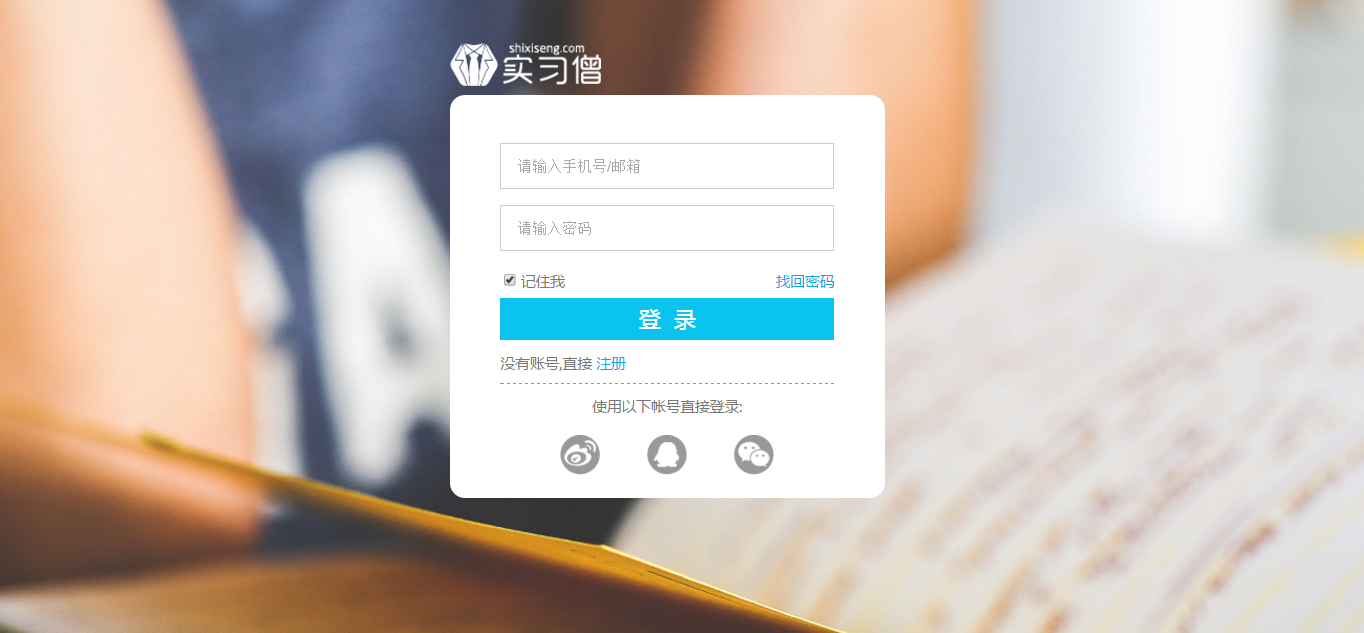 shixiseng.com
实习僧
请输入手机号/邮箱
请输入密码
记住我 找回密码
登 录
没有账号,直接 注册
使用以下帐号直接登录: